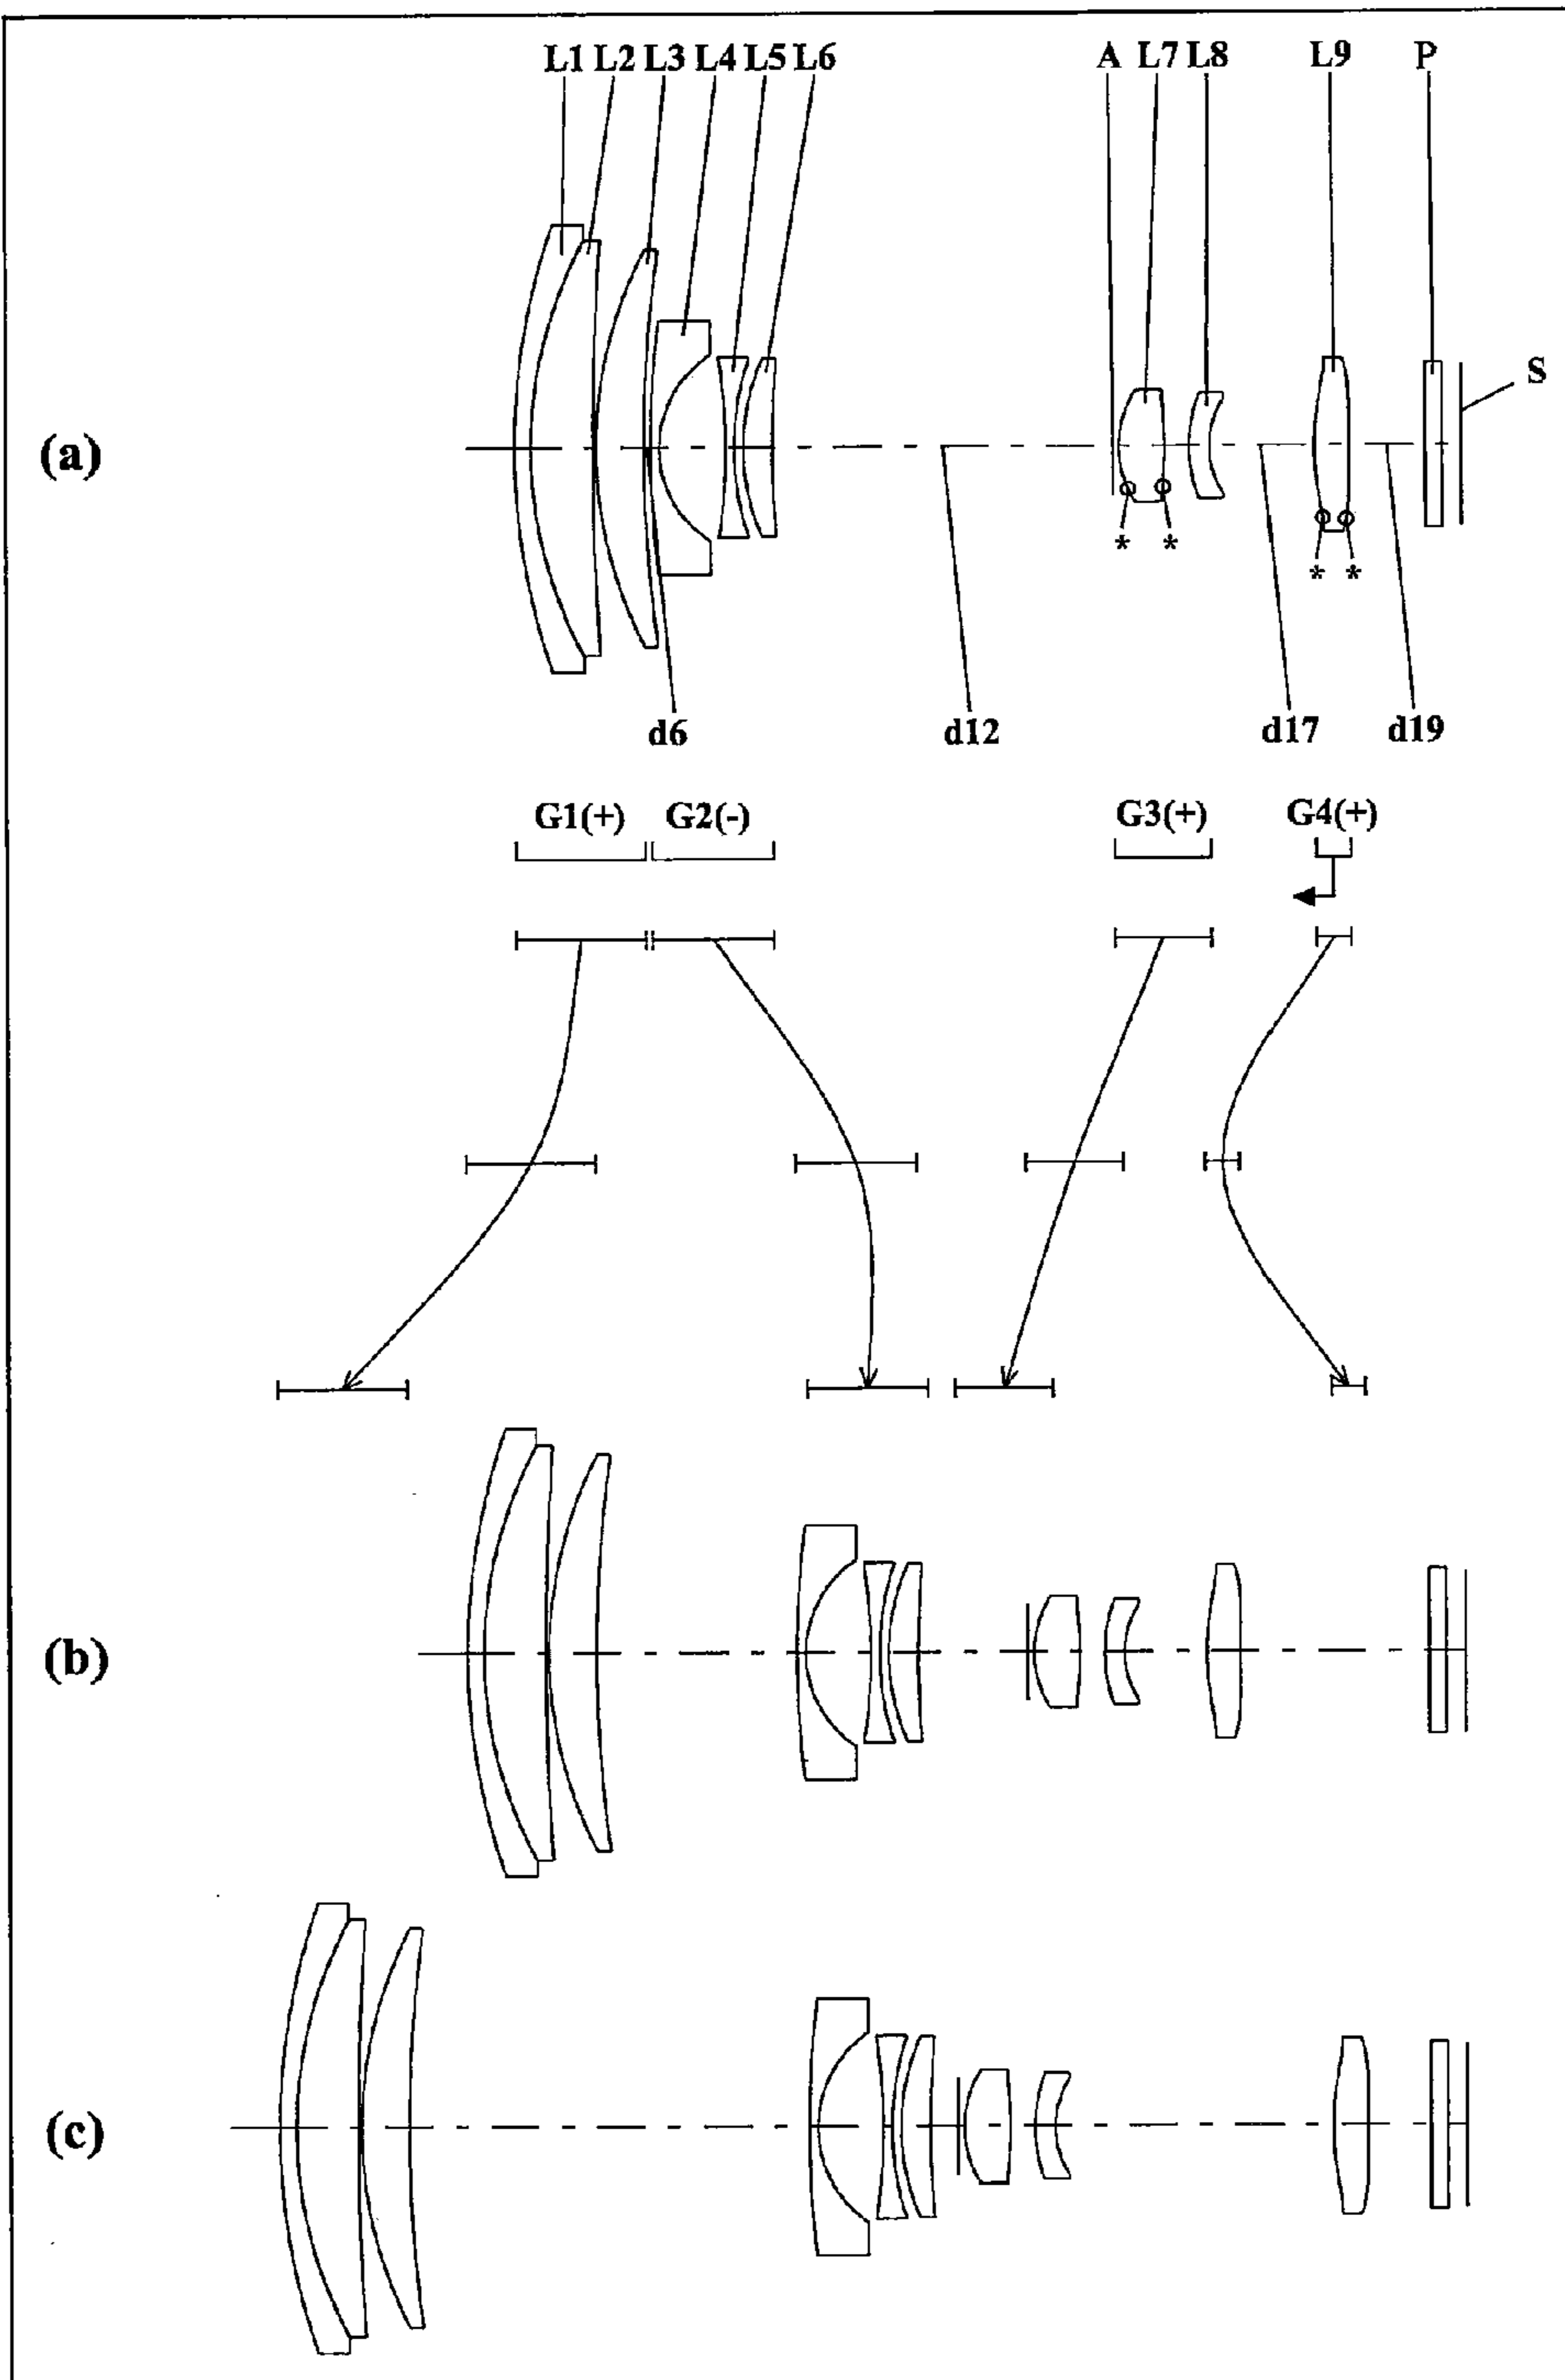 L1 L2 L3 L4 L5 L6 A L7 L8 L9 P
S
(a)
* * * *
d6 d12 d17 d19
G1(+) G2(-) G3(+) G4(+)
(b)
(c)